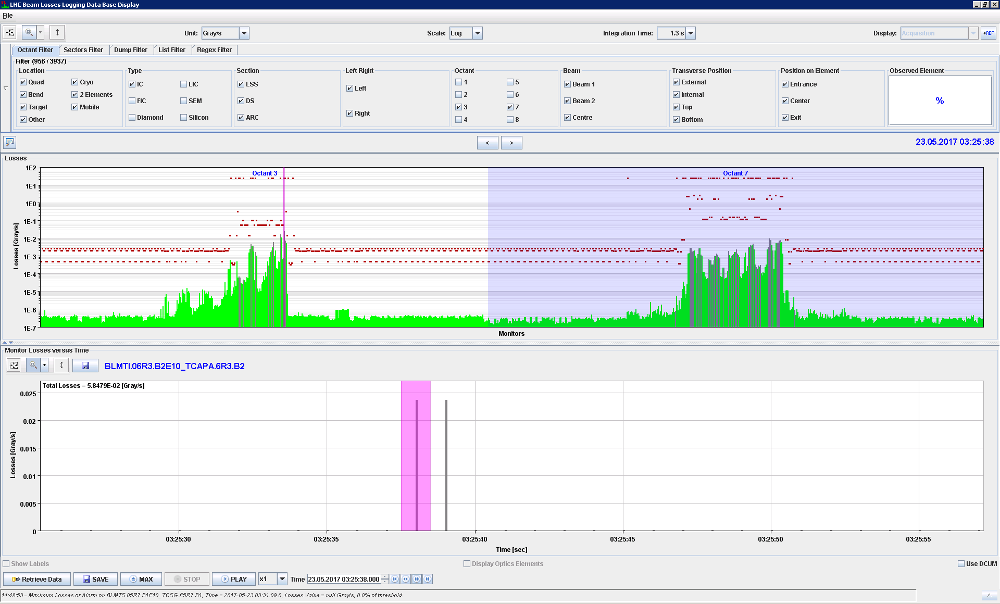 LHC Beam Losses Logging Data Base Display
File
Unit: Gray/s Scale: Log Integration Time: 1.3 s Display: Acquisition →REF
Octant Filter Sectors Filter Dump Filter List Filter Regex Filter
Filter (956 / 3937)
Location Type Section Left Right Octant Beam Transverse Position Position on Element Observed Element
Quad Cryo
Bend 2 Elements
Target Mobile
Other
IC LIC
FIC SEM
Diamond Silicon
LSS
DS
ARC
Left
Right
1 5
2 6
3 7
4 8
Beam 1
Beam 2
Centre
External
Internal
Top
Bottom
Entrance
Center
Exit
%
< > 23.05.2017 03:25:38
Losses
Octant 3 Octant 7
1E2
1E1
1E0
1E-1
1E-2
1E-3
1E-4
1E-5
1E-6
1E-7
Losses [Gray/s]
Monitors
Monitor Losses versus Time
BLMTI.06R3.B2E10_TCAPA.6R3.B2
Total Losses = 5.8479E-02 [Gray/s]
0.025
0.02
0.015
0.01
0.005
0
Losses [Gray/s]
03:25:30 03:25:35 03:25:40 03:25:45 03:25:50 03:25:55
Time [sec]
Show Labels Display Optics Elements Use DCUM
Retrieve Data SAVE MAX STOP PLAY x1 Time 23.05.2017 03:25:38.000
14:48:53 - Maximum Losses or Alarm on BLMTS.05R7.B1E10_TCSG.E5R7.B1, Time = 2017-05-23 03:31:09.0, Losses Value = null Gray/s, 0.0% of threshold.